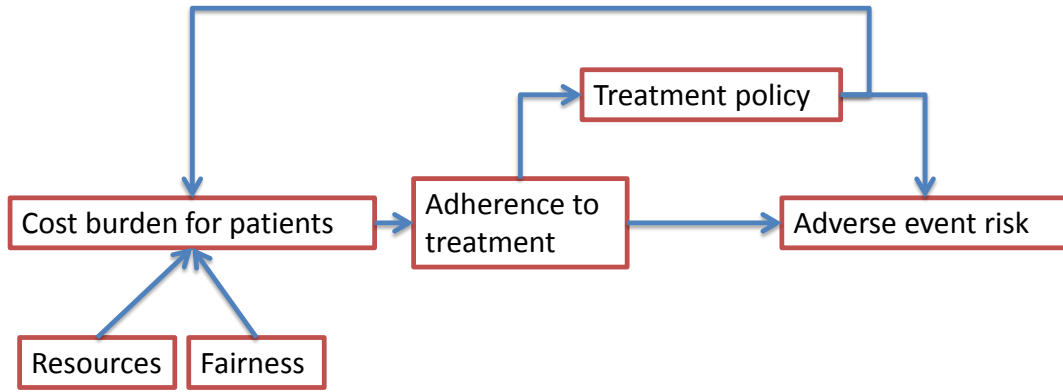 Treatment policy
Cost burden for patients
Adherence to
treatment
Adverse event risk
Resources
Fairness